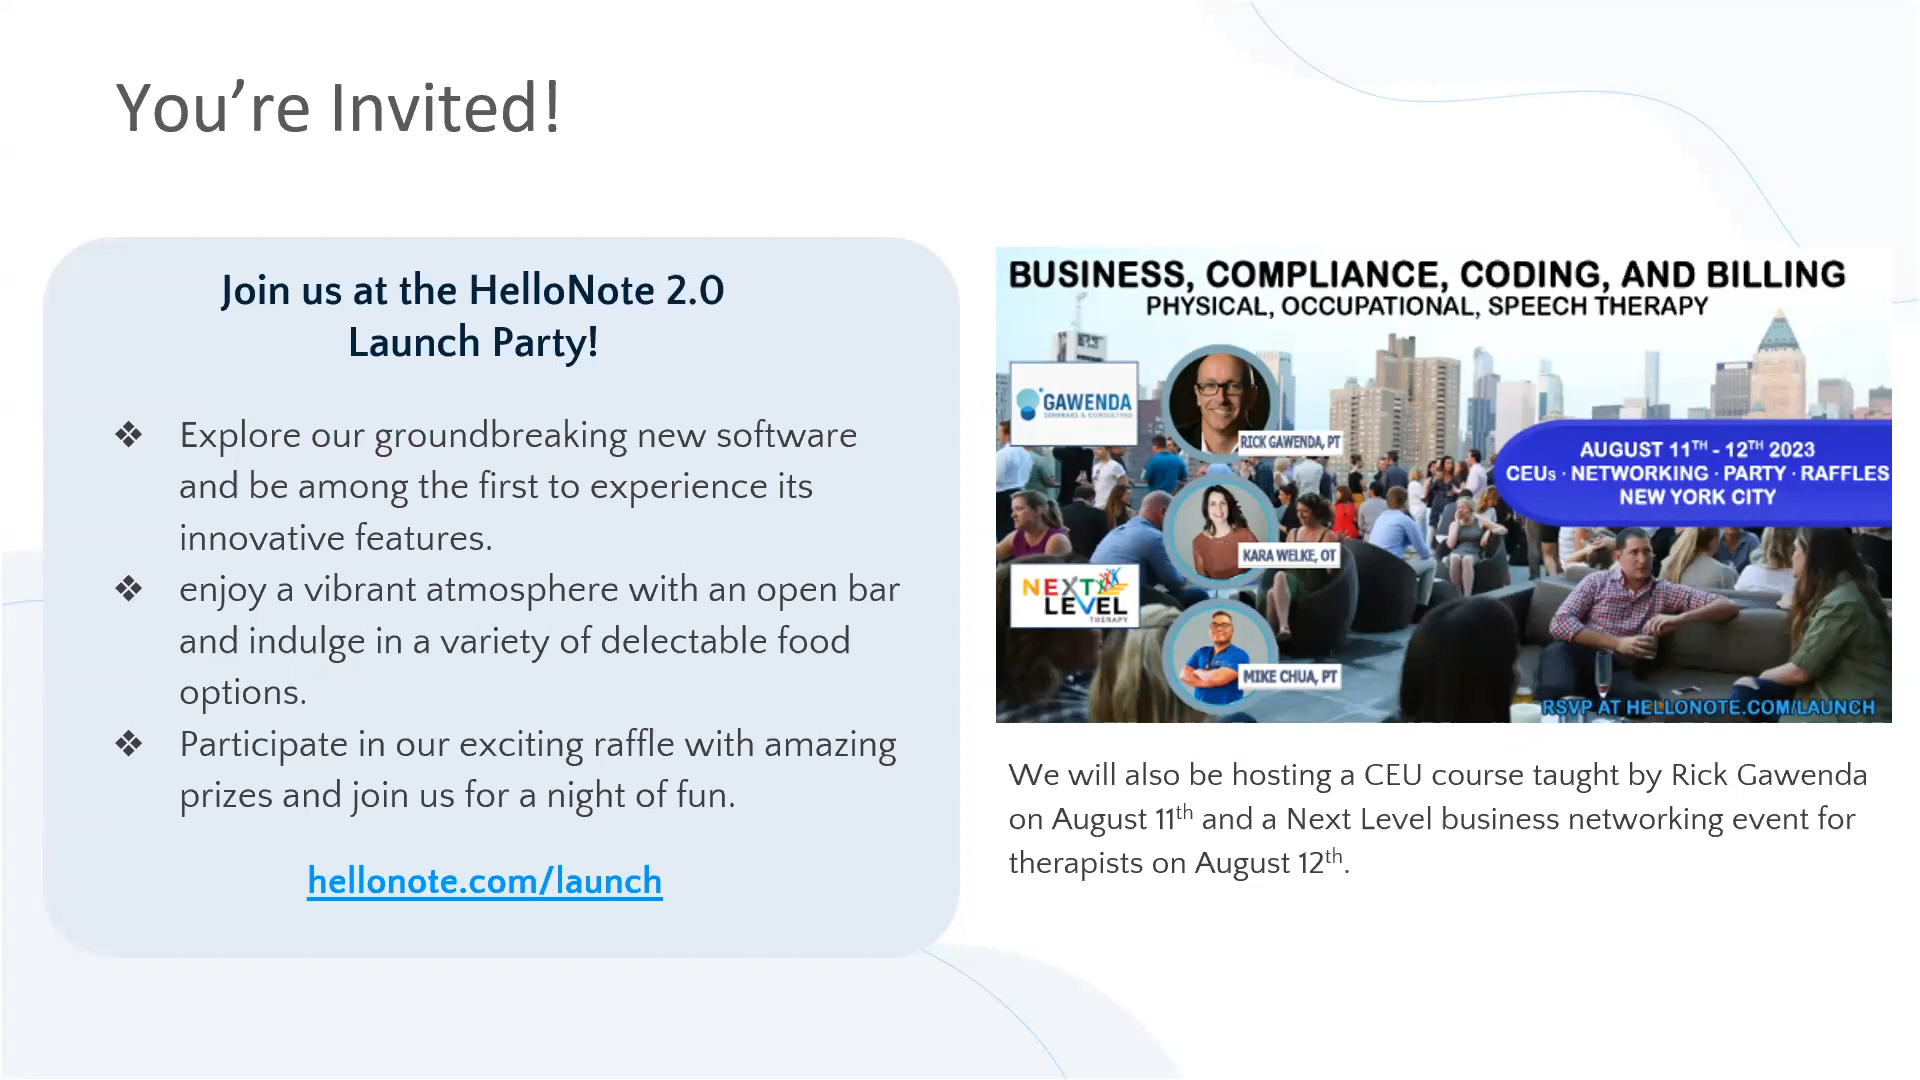 You’re Invited!
Join us at the HelloNote 2.0
Launch Party!
❖ Explore our groundbreaking new software
and be among the first to experience its
innovative features.
❖ enjoy a vibrant atmosphere with an open bar
and indulge in a variety of delectable food
options.
❖ Participate in our exciting raffle with amazing
prizes and join us for a night of fun.
hellonote.com/launch
BUSINESS, COMPLIANCE, CODING, AND BILLING
PHYSICAL, OCCUPATIONAL, SPEECH THERAPY
GAWENDA
SEMINARS & CONSULTING
RICK GAWENDA, PT
AUGUST 11TH - 12TH 2023
CEUs · NETWORKING · PARTY · RAFFLES
NEW YORK CITY
KARA WELKE, OT
NEXT
LEVEL
THERAPY
MIKE CHUA, PT
RSVP AT HELLONOTE.COM/LAUNCH
We will also be hosting a CEU course taught by Rick Gawenda
on August 11th and a Next Level business networking event for
therapists on August 12th.